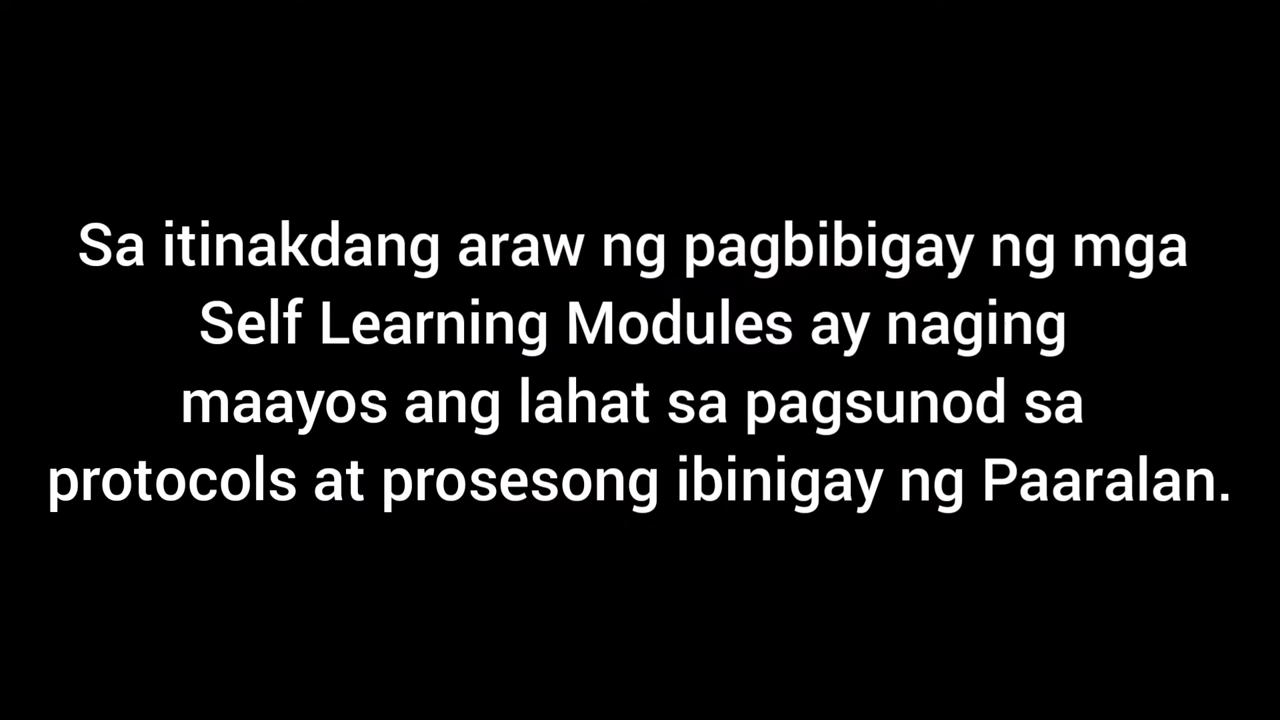 Sa itinakdang araw ng pagbibigay ng mga
Self Learning Modules ay naging
maayos ang lahat sa pagsunod sa
protocols at prosesong ibinigay ng Paaralan.